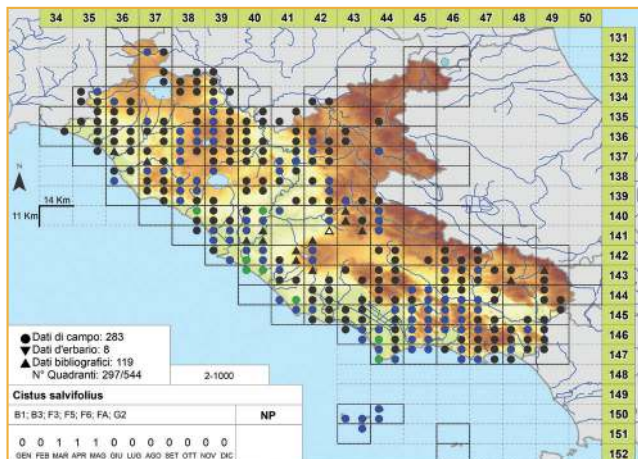 34 35 36 37 38 39 40 41 42 43 44 45 46 47 48 49 50
131
132
133
134
135
136
137
138
139
140
141
142
143
144
145
146
147
148
149
150
151
152
N
14 Km
11 Km
Dati di campo: 283
Dati d'erbario: 8
Dati bibliografici: 119
N° Quadranti: 297/544
2-1000
Cistus salvifolius
B1; B3; F3; F5; F6; FA; G2
NP
0 0 1 1 1 0 0 0 0 0 0 0
GEN FEB MAR APR MAG GIU LUG AGO SET OTT NOV DIC